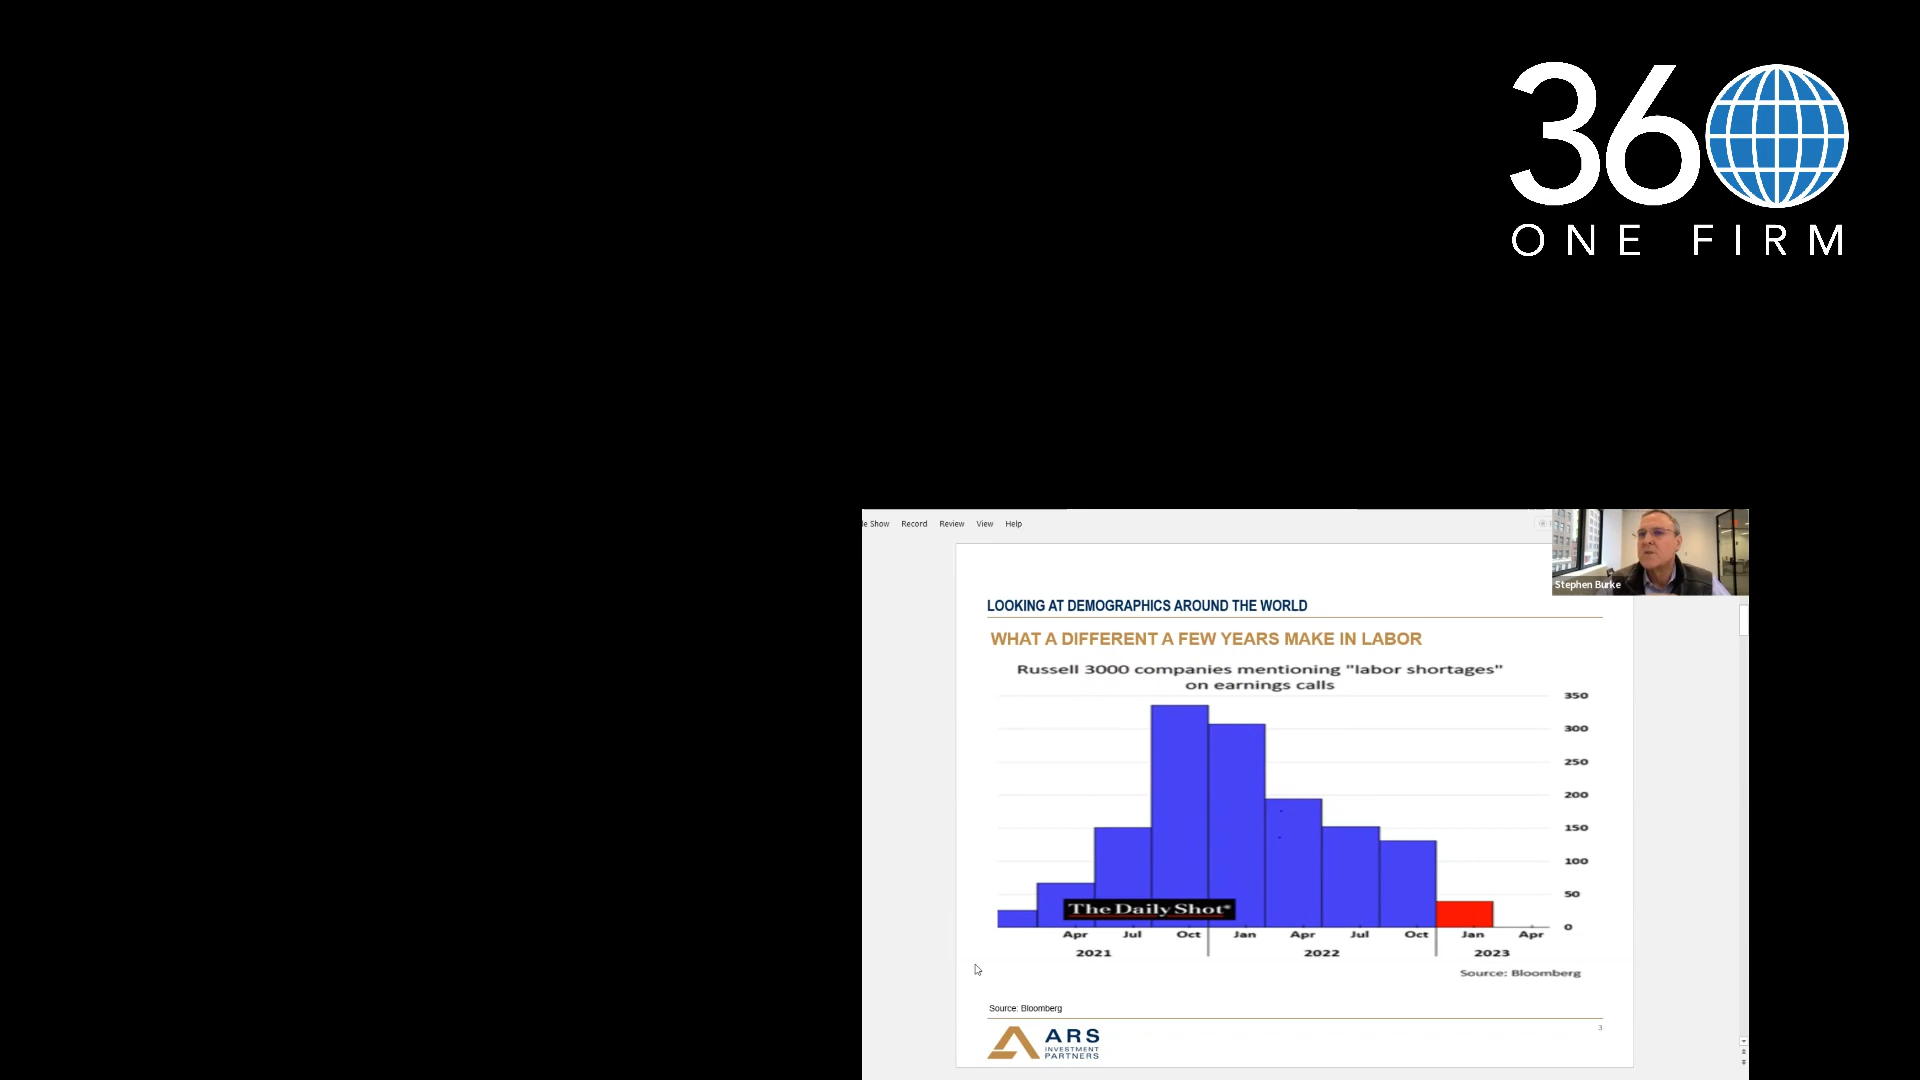 360
ONE FIRM
le Show Record Review View Help
Stephen Burke
LOOKING AT DEMOGRAPHICS AROUND THE WORLD
WHAT A DIFFERENT A FEW YEARS MAKE IN LABOR
Russell 3000 companies mentioning "labor shortages"
on earnings calls
350
300
250
200
150
100
50
0
The Daily Shot®
Apr Jul Oct Jan Apr Jul Oct Jan Apr
2021 2022 2023
Source: Bloomberg
Source: Bloomberg
3
ARS
INVESTMENT
PARTNERS